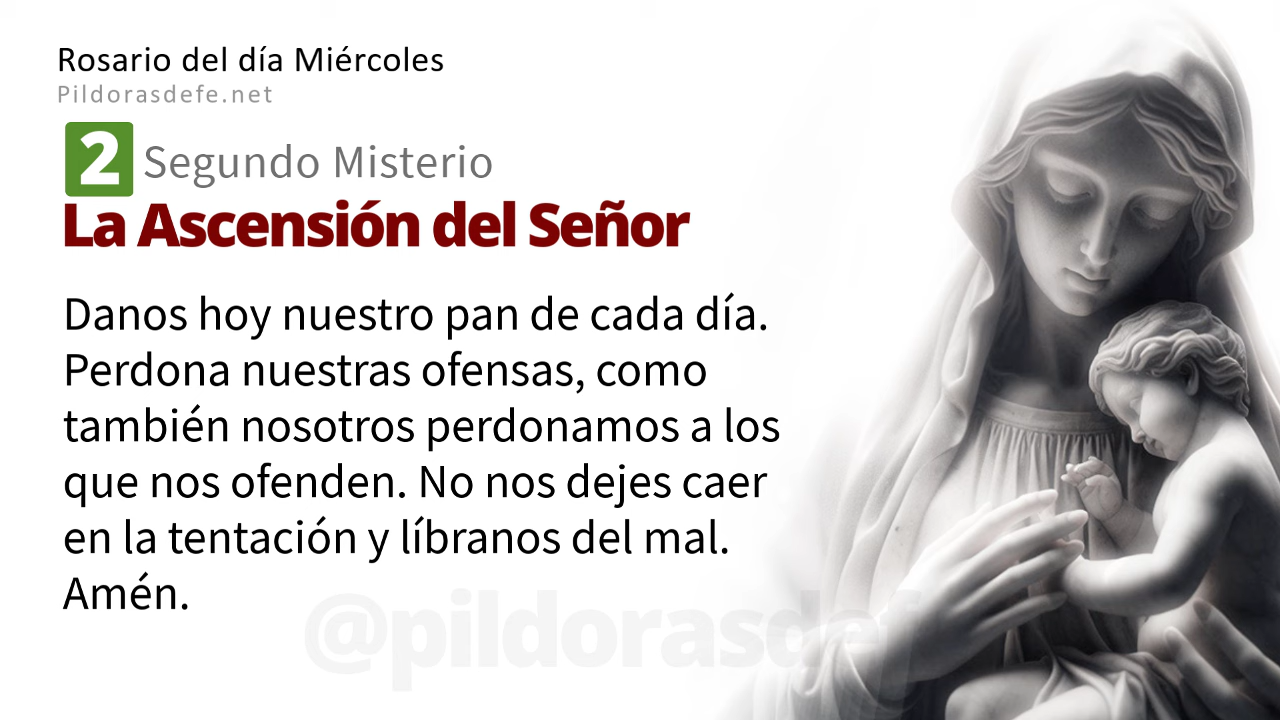 Rosario del día Miércoles
Pildorasdefe.net
2 Segundo Misterio
La Ascensión del Señor
Danos hoy nuestro pan de cada día.
Perdona nuestras ofensas, como
también nosotros perdonamos a los
que nos ofenden. No nos dejes caer
en la tentación y líbranos del mal.
Amén.
@pildorasdef